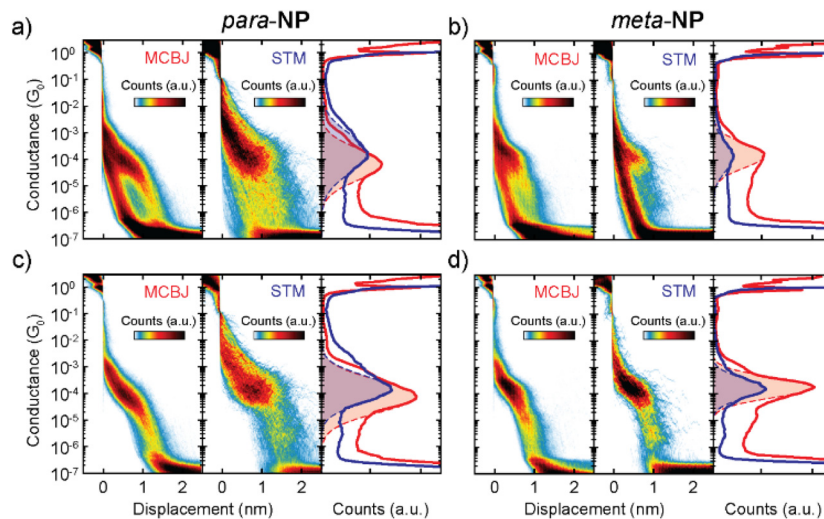 para-NP
meta-NP
a)
MCBJ
Counts (a.u.)
STM
Counts (a.u.)
b)
MCBJ
Counts (a.u.)
STM
Counts (a.u.)
Conductance (G₀)
10⁰
10⁻¹
10⁻²
10⁻³
10⁻⁴
10⁻⁵
10⁻⁶
10⁻⁷
c)
MCBJ
Counts (a.u.)
STM
Counts (a.u.)
d)
MCBJ
Counts (a.u.)
STM
Counts (a.u.)
Conductance (G₀)
10⁰
10⁻¹
10⁻²
10⁻³
10⁻⁴
10⁻⁵
10⁻⁶
10⁻⁷
0 1 2 0 1 2
0 1 2 0 1 2
Displacement (nm)
Counts (a.u.)
Displacement (nm)
Counts (a.u.)